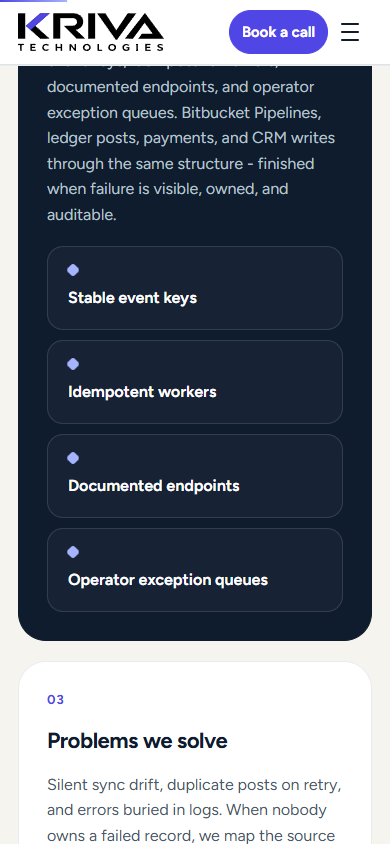 KRIVA
TECHNOLOGIES
Book a call
documented endpoints, and operator
exception queues. Bitbucket Pipelines,
ledger posts, payments, and CRM writes
through the same structure - finished
when failure is visible, owned, and
auditable.
Stable event keys
Idempotent workers
Documented endpoints
Operator exception queues
03
Problems we solve
Silent sync drift, duplicate posts on retry,
and errors buried in logs. When nobody
owns a failed record, we map the source